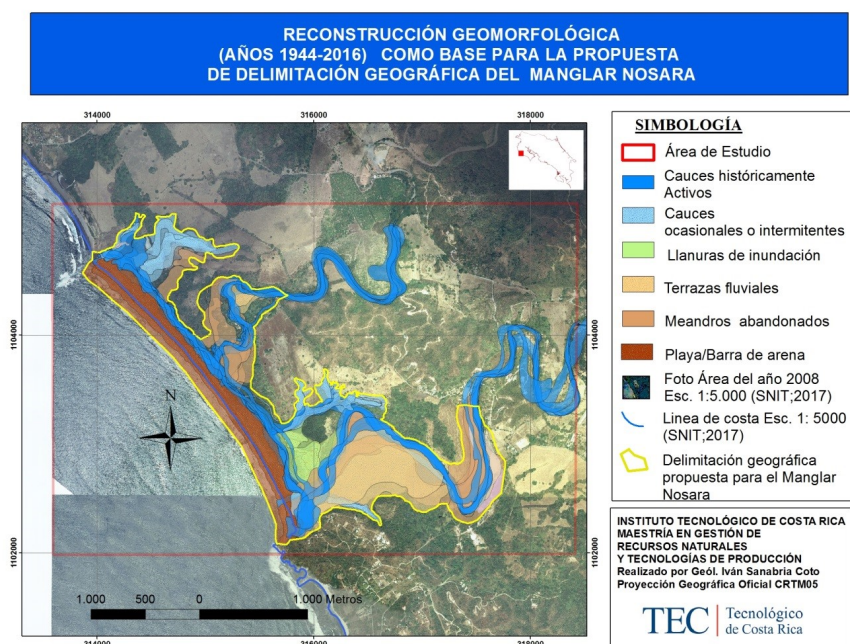 RECONSTRUCCIÓN GEOMORFOLÓGICA
(AÑOS 1944-2016) COMO BASE PARA LA PROPUESTA
DE DELIMITACIÓN GEOGRÁFICA DEL MANGLAR NOSARA
314000
316000
318000
1104000
1104000
1102000
1102000
N
1.000 500 0 1.000 Metros
314000
316000
318000
SIMBOLOGÍA
Área de Estudio
Cauces históricamente
Activos
Cauces
ocasionales o intermitentes
Llanuras de inundación
Terrazas fluviales
Meandros abandonados
Playa/Barra de arena
Foto Área del año 2008
Esc. 1:5.000 (SNIT;2017)
Linea de costa Esc. 1: 5000
(SNIT;2017)
Delimitación geográfica
propuesta para el Manglar
Nosara
INSTITUTO TECNOLÓGICO DE COSTA RICA
MAESTRÍA EN GESTIÓN DE
RECURSOS NATURALES
Y TECNOLOGÍAS DE PRODUCCIÓN
Realizado por Geól. Iván Sanabria Coto
Proyección Geográfica Oficial CRTM05
TEC | Tecnológico
de Costa Rica